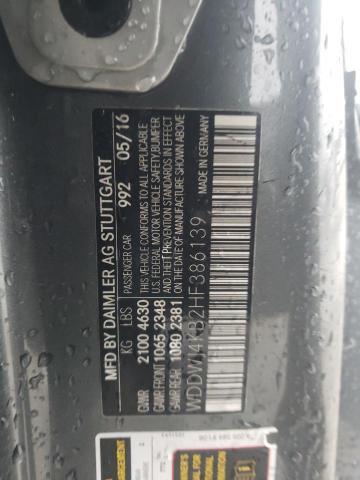 MFD BY DAIMLER AG STUTTGART
PASSENGER CAR 992 05/16
KG LBS
GAWR 2100 4630
GAWR FRONT 1065 2348
GAWR REAR 1080 2381
THIS VEHICLE CONFORMS TO ALL APPLICABLE
U.S. FEDERAL MOTOR VEHICLE SAFETY, BUMPER
AND THEFT PREVENTION STANDARDS IN EFFECT
ON THE DATE OF MANUFACTURE SHOWN ABOVE
WDDWJ4KB2HF386139
MADE IN GERMANY